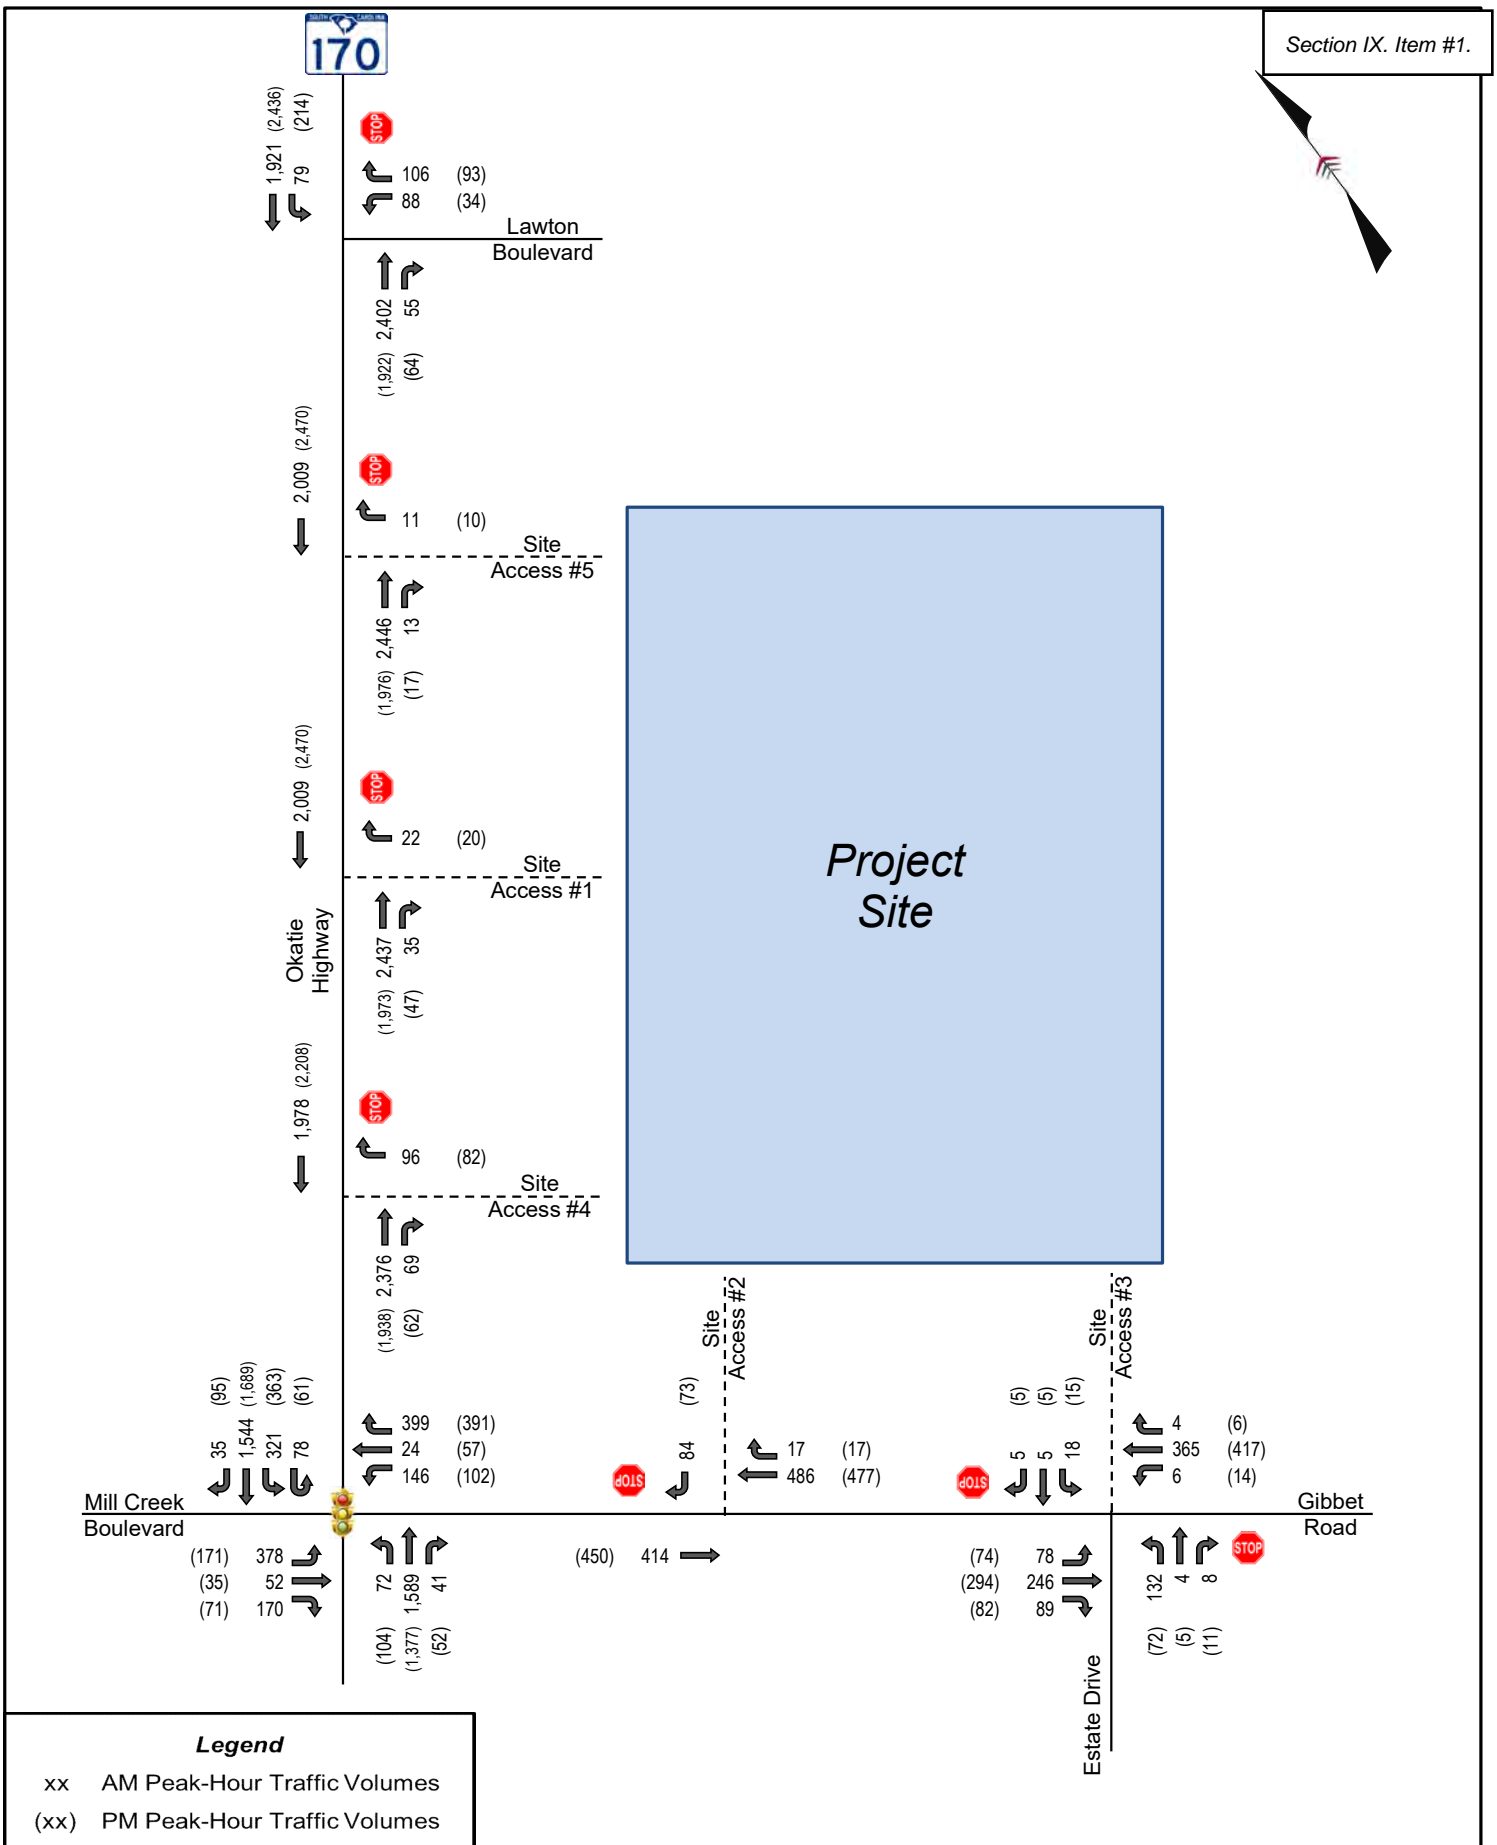 SOUTH CAROLINA
170
Section IX. Item #1.
1,921 (2,436)
79 (214)
STOP
106 (93)
88 (34)
Lawton
Boulevard
(1,922) 2,402
(64) 55
2,009 (2,470)
STOP
11 (10)
Site
Access #5
(1,976) 2,446
(17) 13
2,009 (2,470)
STOP
22 (20)
Site
Access #1
Okatie
Highway
(1,973) 2,437
(47) 35
Project
Site
1,978 (2,208)
STOP
96 (82)
Site
Access #4
(1,938) 2,376
(62) 69
35 (95)
1,544 (1,689)
321 (363)
78 (61)
399 (391)
24 (57)
146 (102)
Mill Creek
Boulevard
(171) 378
(35) 52
(71) 170
(104) 72
(1,377) 1,589
(52) 41
Site
Access #2
84 (73)
STOP
17 (17)
486 (477)
(450) 414
Site
Access #3
5 (5)
5 (5)
18 (15)
STOP
4 (6)
365 (417)
6 (14)
Gibbet
Road
(74) 78
(294) 246
(82) 89
(72) 132
(5) 4
(11) 8
STOP
Estate Drive
Legend
xx AM Peak-Hour Traffic Volumes
(xx) PM Peak-Hour Traffic Volumes